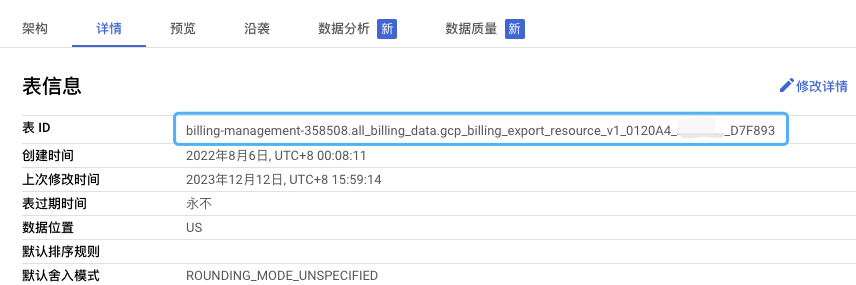 架构 详情 预览 沿袭 数据分析 新 数据质量 新
表信息 修改详情
表 ID billing-management-358508.all_billing_data.gcp_billing_export_resource_v1_0120A4_ _D7F893
创建时间 2022年8月6日, UTC+8 00:08:11
上次修改时间 2023年12月12日, UTC+8 15:59:14
表过期时间 永不
数据位置 US
默认排序规则
默认舍入模式 ROUNDING_MODE_UNSPECIFIED